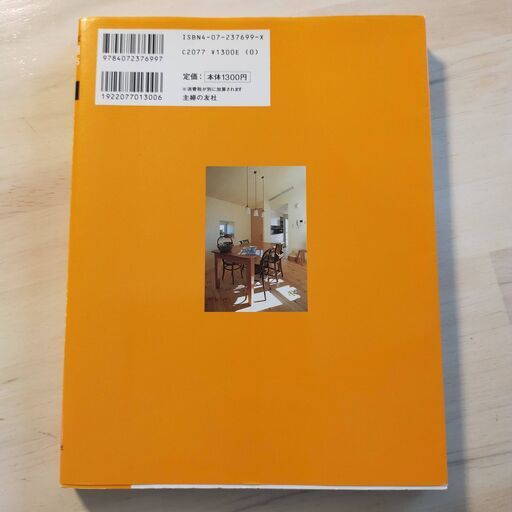 ISBN4-07-237699-X
C2077 ¥1300E (0)
定価: 本体1300円
※消費税が別に加算されます
主婦の友社
9784072376997
1922077013006